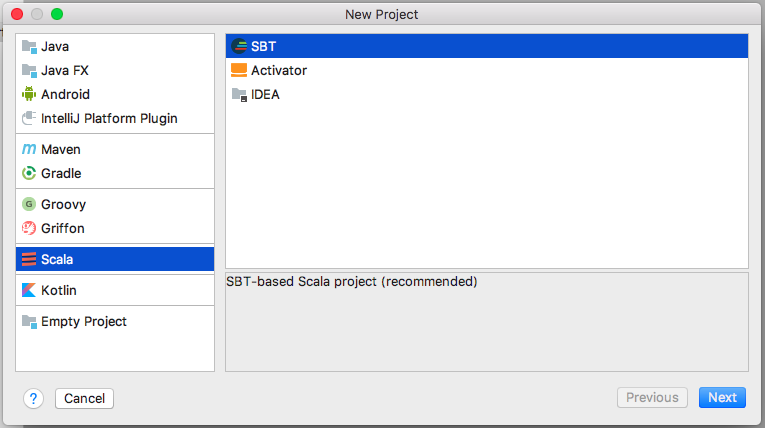 New Project
Java
Java FX
Android
IntelliJ Platform Plugin
Maven
Gradle
Groovy
Griffon
Scala
Kotlin
Empty Project
SBT
Activator
IDEA
SBT-based Scala project (recommended)
?
Cancel
Previous
Next